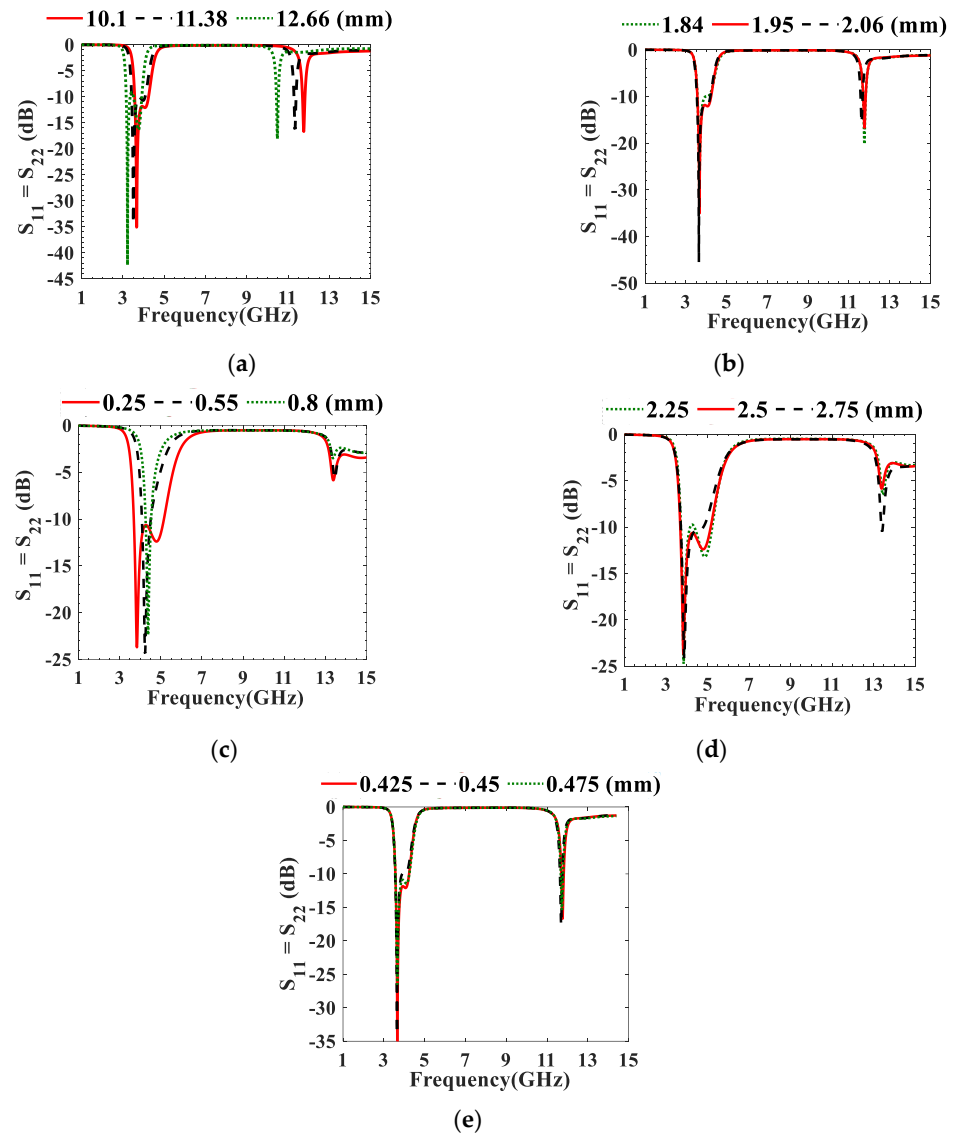 10.1 11.38 12.66 (mm)
0
-5
-10
-15
-20
-25
-30
-35
-40
-45
S11 = S22 (dB)
1 3 5 7 9 11 13 15
Frequency(GHz)
(a)
1.84 1.95 2.06 (mm)
0
-10
-20
-30
-40
-50
S11 = S22 (dB)
1 3 5 7 9 11 13 15
Frequency(GHz)
(b)
0.25 0.55 0.8 (mm)
0
-5
-10
-15
-20
-25
S11 = S22 (dB)
1 3 5 7 9 11 13 15
Frequency(GHz)
(c)
2.25 2.5 2.75 (mm)
0
-5
-10
-15
-20
-25
S11 = S22 (dB)
1 3 5 7 9 11 13 15
Frequency(GHz)
(d)
0.425 0.45 0.475 (mm)
0
-5
-10
-15
-20
-25
-30
-35
S11 = S22 (dB)
1 3 5 7 9 11 13 15
Frequency(GHz)
(e)